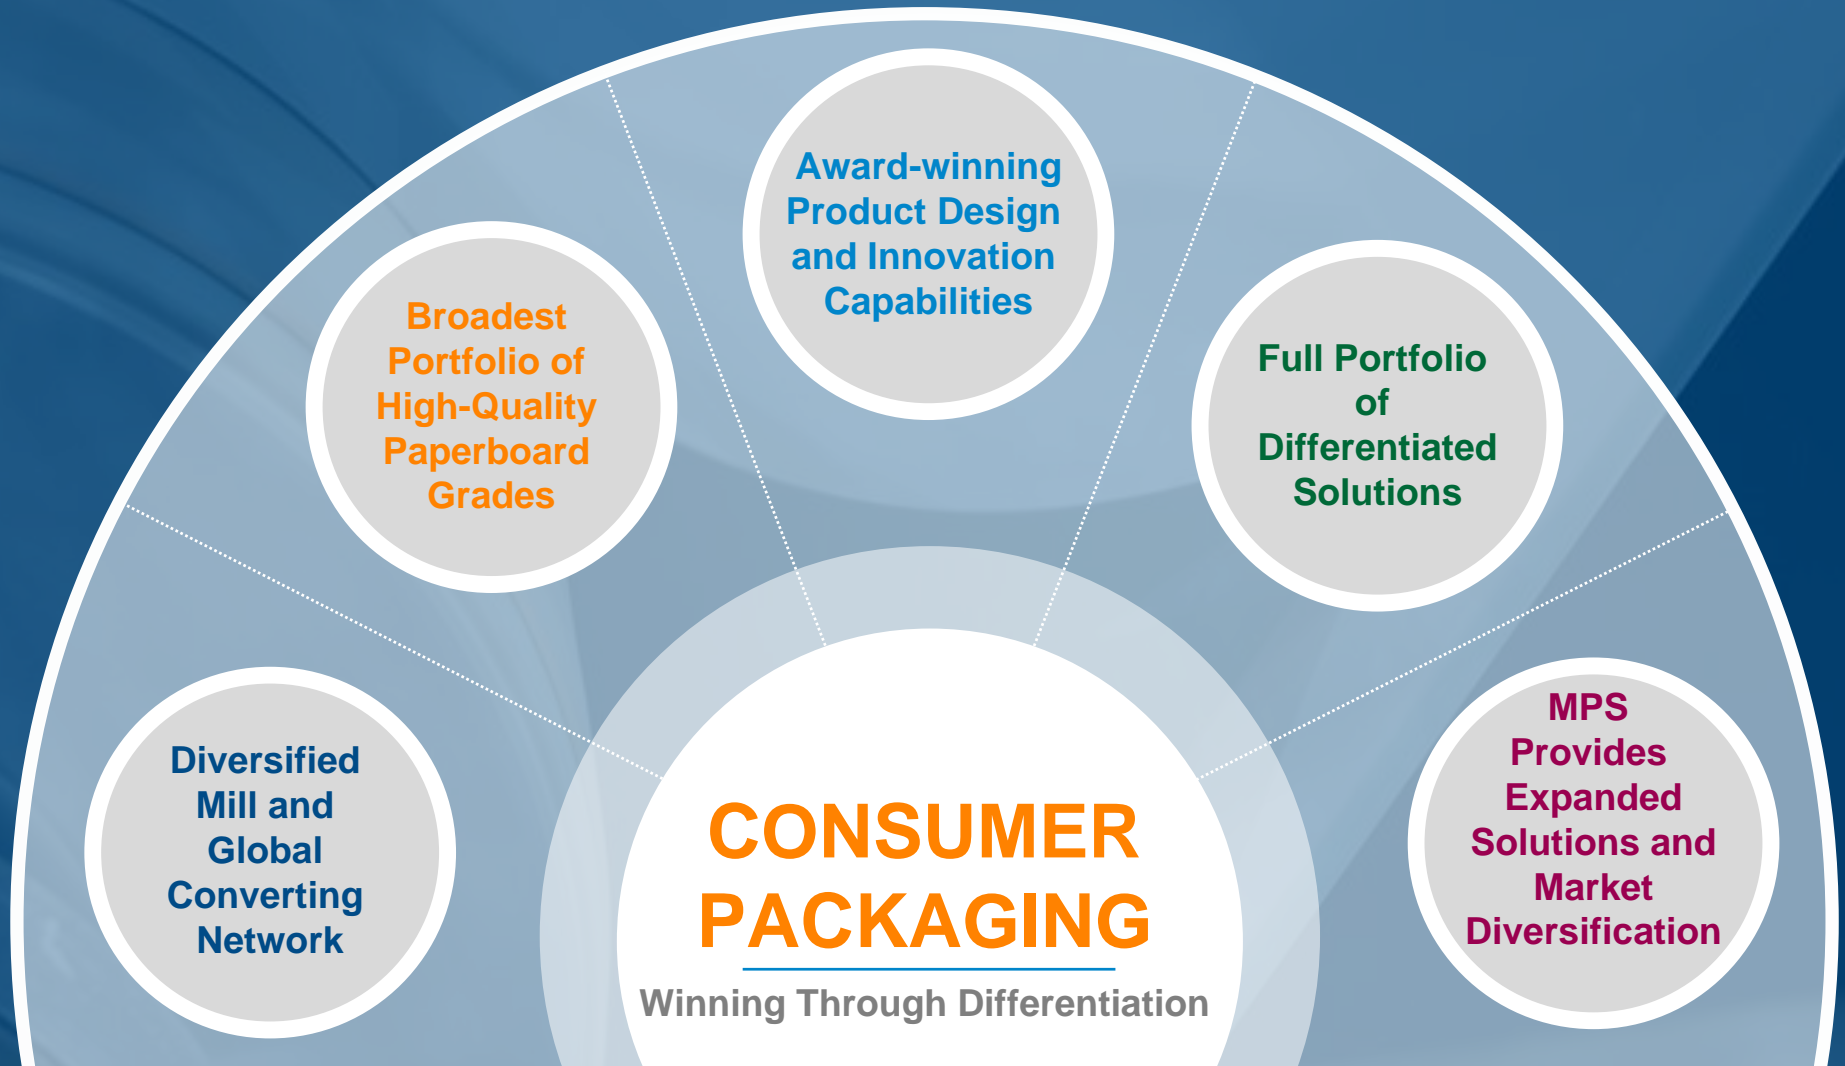 Award-winning
Product Design
and Innovation
Capabilities
Broadest
Portfolio of
High-Quality
Paperboard
Grades
Full Portfolio
of
Differentiated
Solutions
Diversified
Mill and
Global
Converting
Network
MPS
Provides
Expanded
Solutions and
Market
Diversification
CONSUMER
PACKAGING
Winning Through Differentiation